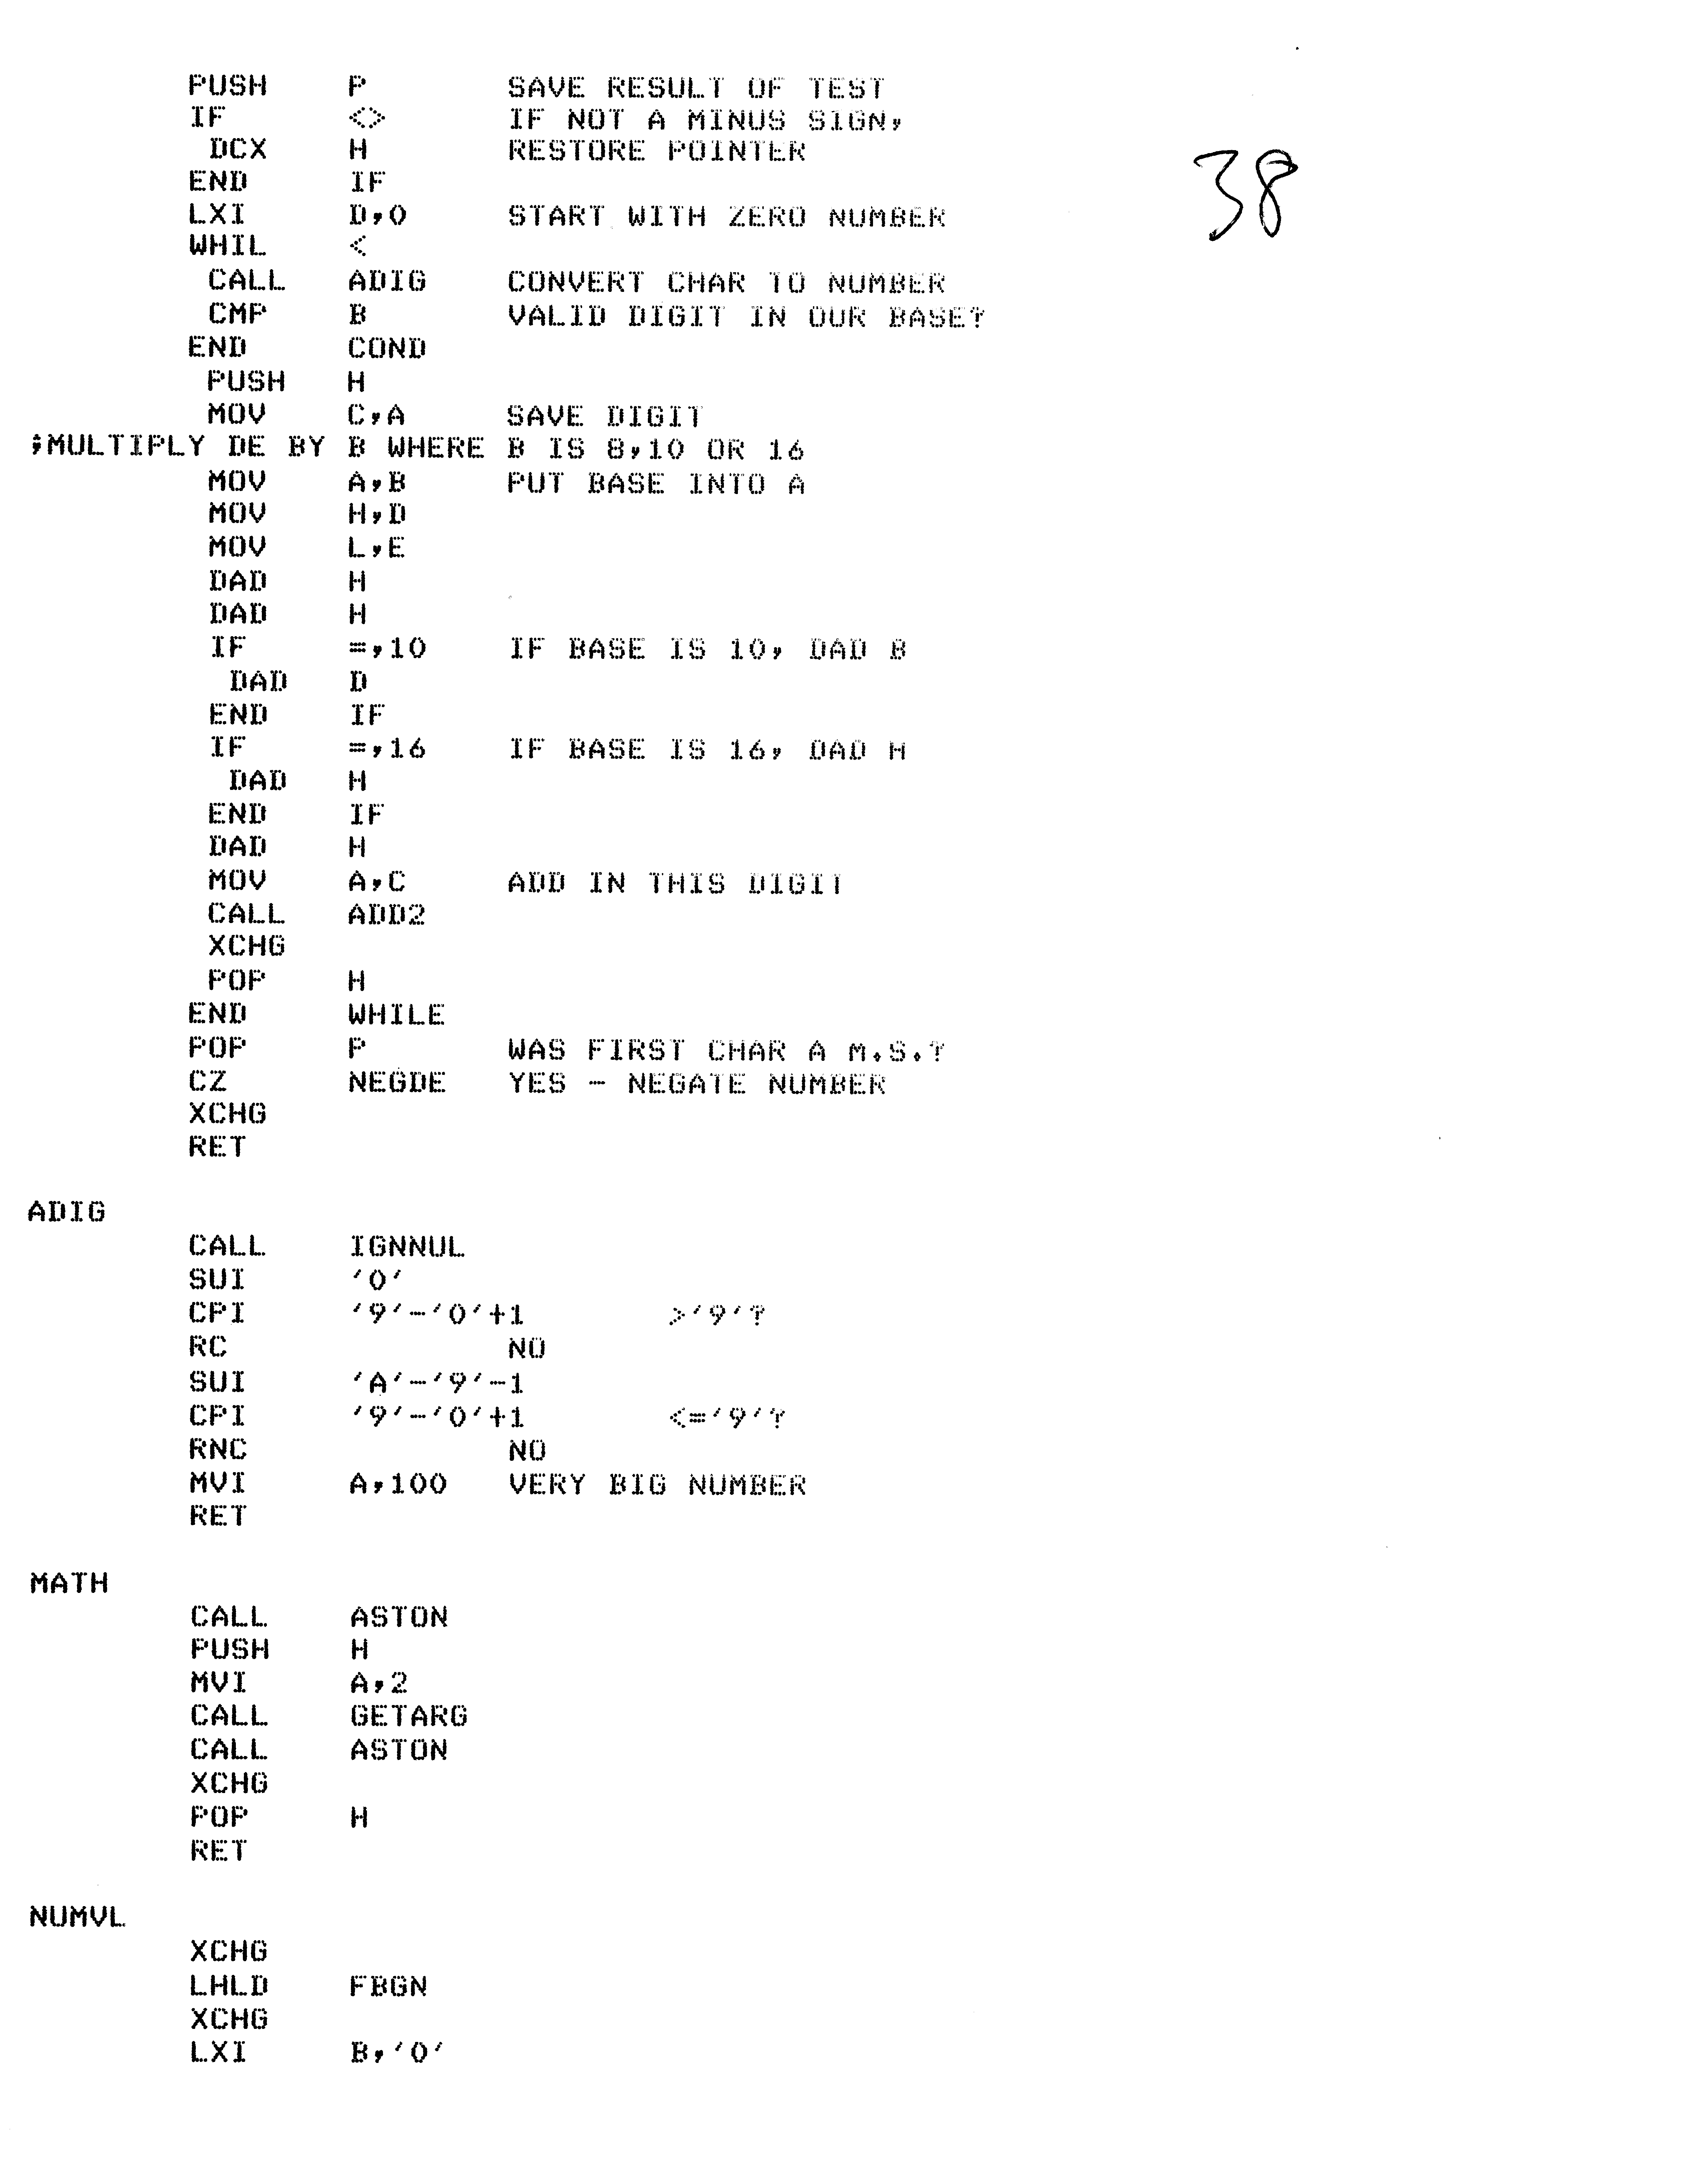 PUSH    P       SAVE RESULT OF TEST
        IF      <>      IF NOT A MINUS SIGN,
         DCX    H       RESTORE POINTER
38
        END     IF
        LXI     D,0     START WITH ZERO NUMBER
        WHIL    <
         CALL   ADIG    CONVERT CHAR TO NUMBER
         CMP    B       VALID DIGIT IN OUR BASE?
        END     COND
         PUSH   H
         MOV    C,A     SAVE DIGIT
;MULTIPLY DE BY B WHERE B IS 8,10 OR 16
         MOV    A,B     PUT BASE INTO A
         MOV    H,D
         MOV    L,E
         DAD    H
         DAD    H
         IF     =,10    IF BASE IS 10, DAD B
          DAD   D
         END    IF
         IF     =,16    IF BASE IS 16, DAD H
          DAD   H
         END    IF
         DAD    H
         MOV    A,C     ADD IN THIS DIGIT
         CALL   ADD2
         XCHG
         POP    H
        END     WHILE
        POP     P       WAS FIRST CHAR A M.S.?
        CZ      NEGDE   YES - NEGATE NUMBER
        XCHG
        RET
ADIG
        CALL    IGNNUL
        SUI     '0'
        CPI     '9'-'0'+1       >'9'?
        RC              NO
        SUI     'A'-'9'-1
        CPI     '9'-'0'+1       <='9'?
        RNC             NO
        MVI     A,100   VERY BIG NUMBER
        RET
MATH
        CALL    ASTON
        PUSH    H
        MVI     A,2
        CALL    GETARG
        CALL    ASTON
        XCHG
        POP     H
        RET
NUMVL
        XCHG
        LHLD    FBGN
        XCHG
        LXI     B,'0'